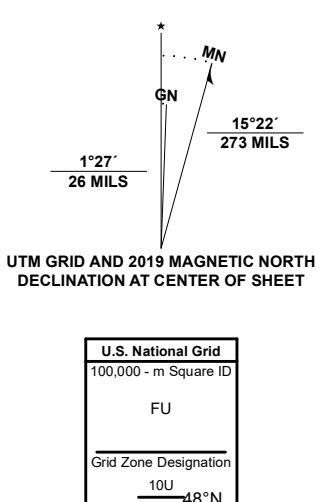 ★
MN
GN
15°22´
273 MILS
1°27´
26 MILS
UTM GRID AND 2019 MAGNETIC NORTH
DECLINATION AT CENTER OF SHEET
U.S. National Grid
100,000 - m Square ID
FU
Grid Zone Designation
10U
48°N